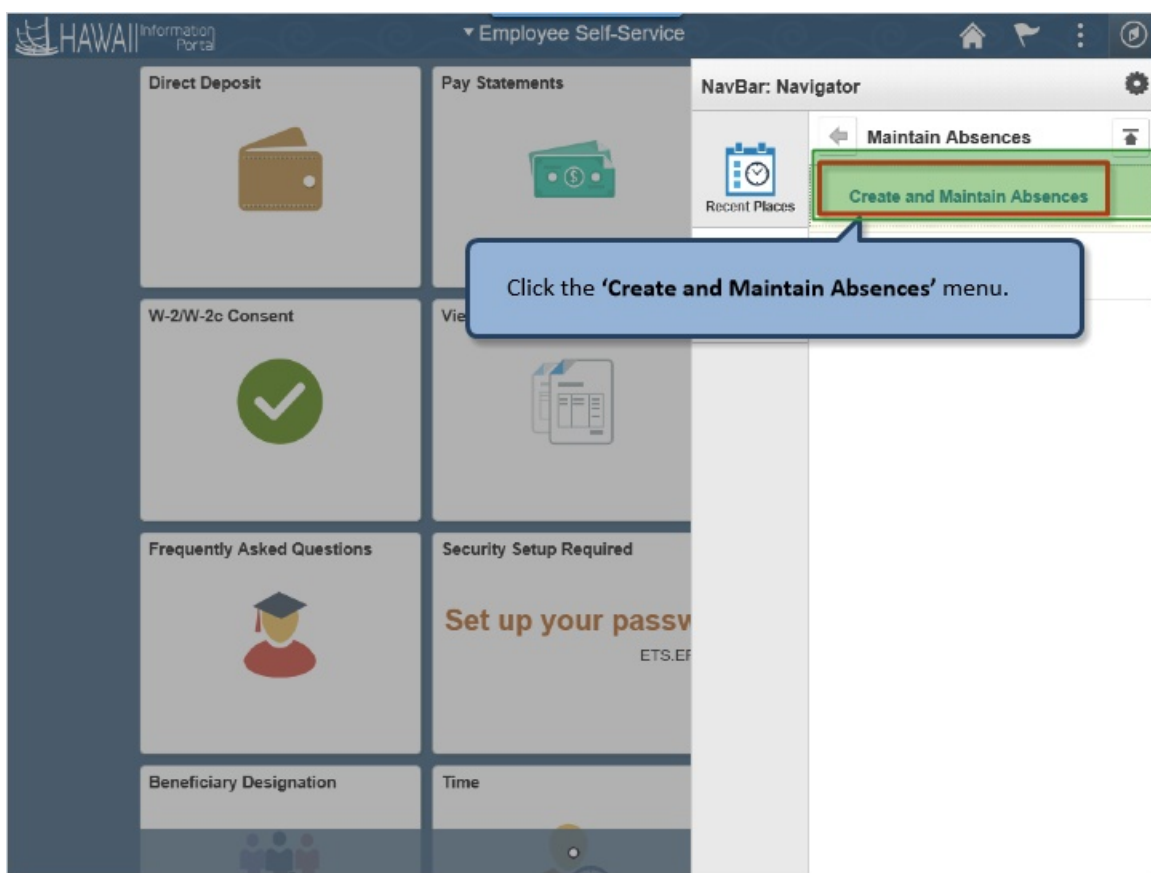 HAWAII Information
Portal
Employee Self-Service
Direct Deposit
Pay Statements
NavBar: Navigator
Maintain Absences
Recent Places
Create and Maintain Absences
Click the ‘Create and Maintain Absences’ menu.
W-2/W-2c Consent
Vie
Frequently Asked Questions
Security Setup Required
Set up your passw
ETS.EF
Beneficiary Designation
Time